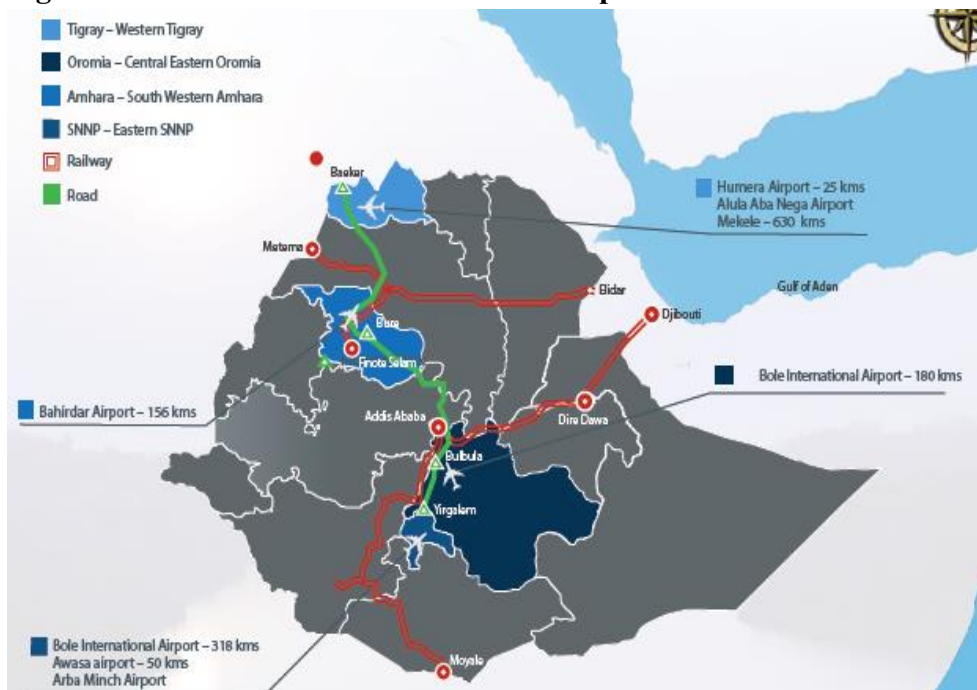 Tigray – Western Tigray
Oromia – Central Eastern Oromia
Amhara – South Western Amhara
SNNP – Eastern SNNP
Railway
Road
Baeker
Humera Airport – 25 kms
Alula Aba Nega Airport
Mekele – 630 kms
Metema
Elidar
Gulf of Aden
Djibouti
Bure
Finote Selam
Bole International Airport – 180 kms
Bahirdar Airport – 156 kms
Addis Ababa
Dire Dawa
Bulbula
Yirgalem
Bole International Airport – 318 kms
Awasa airport – 50 kms
Arba Minch Airport
Moyale